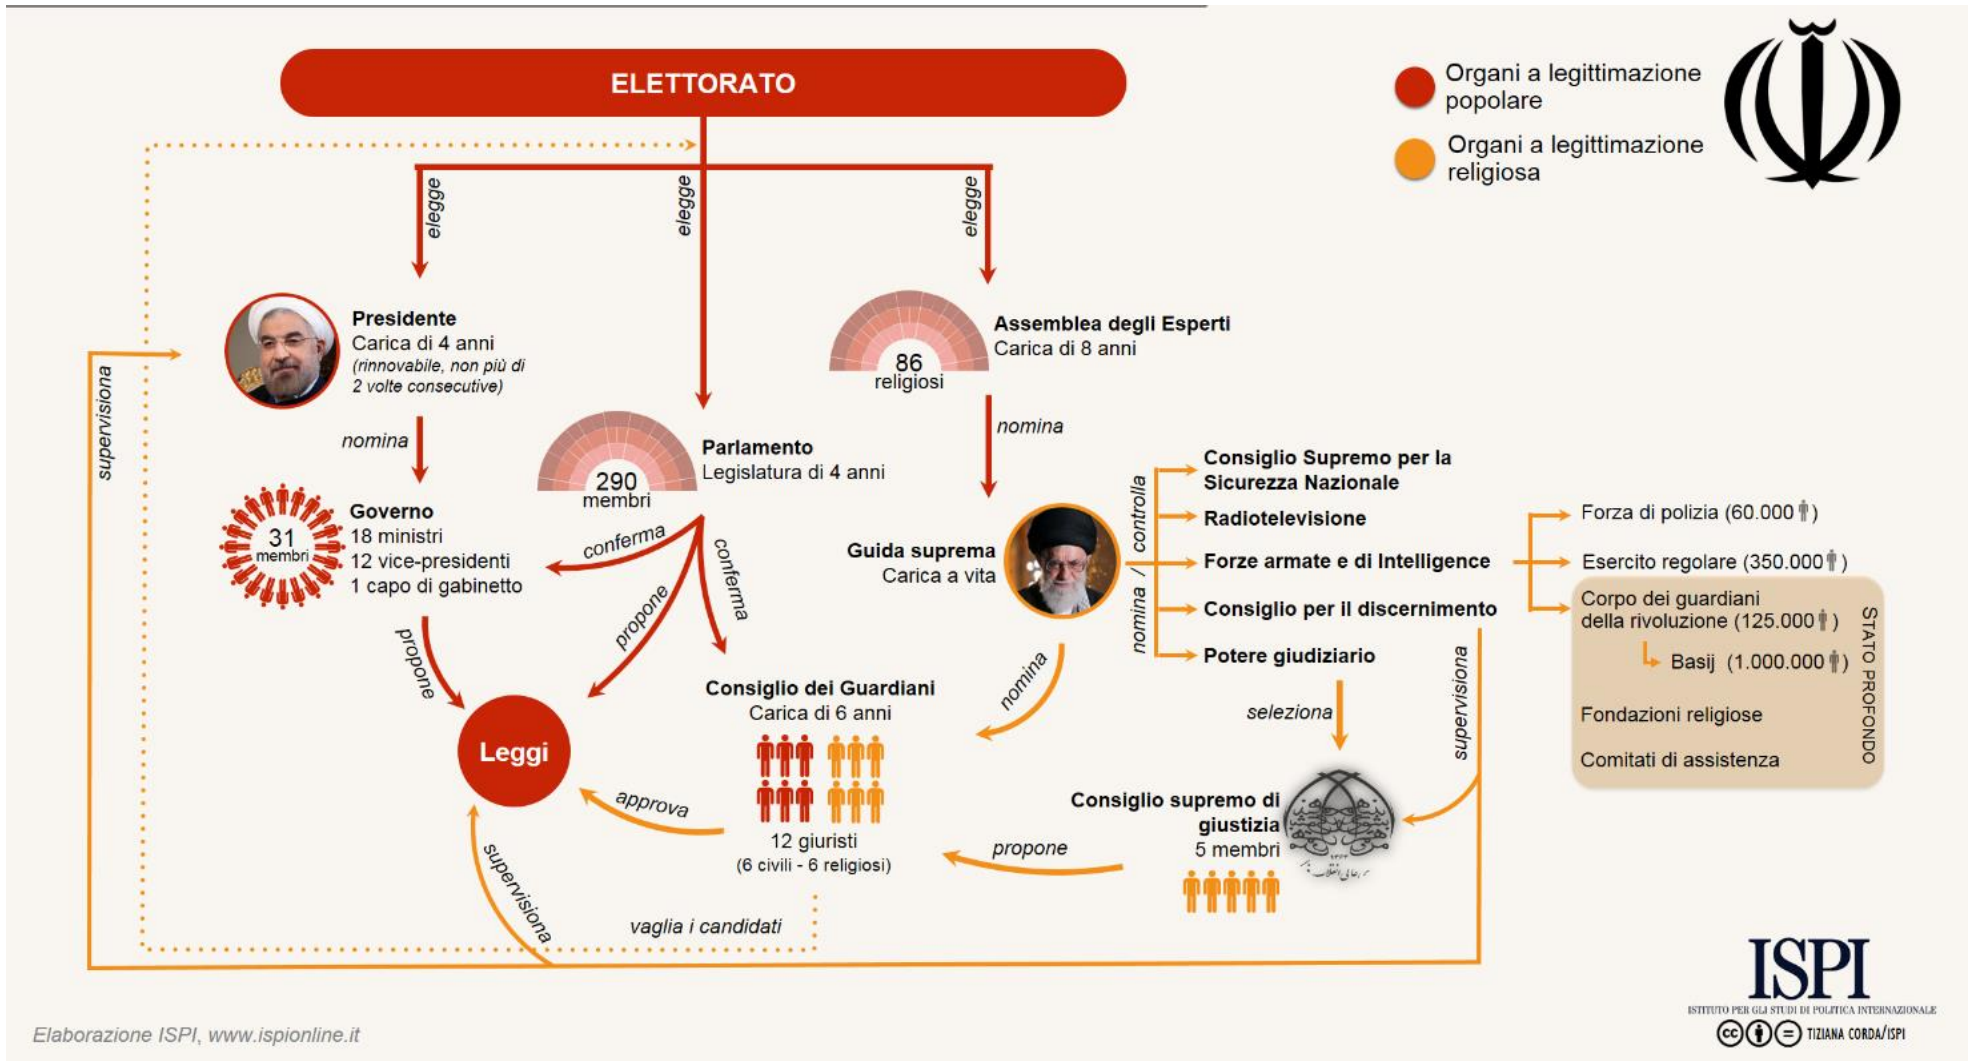 ELETTORATO
Organi a legittimazione
popolare
Organi a legittimazione
religiosa
elegge
elegge
elegge
Presidente
Carica di 4 anni
(rinnovabile, non più di
2 volte consecutive)
Assemblea degli Esperti
Carica di 8 anni
86
religiosi
supervisiona
nomina
nomina
Parlamento
Legislatura di 4 anni
290
membri
Governo
18 ministri
12 vice-presidenti
1 capo di gabinetto
31
membri
conferma
conferma
propone
propone
Guida suprema
Carica a vita
nomina / controlla
Consiglio Supremo per la
Sicurezza Nazionale
Radiotelevisione
Forze armate e di Intelligence
Consiglio per il discernimento
Potere giudiziario
Forza di polizia (60.000)
Esercito regolare (350.000)
Corpo dei guardiani
della rivoluzione (125.000)
Basij (1.000.000)
Fondazioni religiose
Comitati di assistenza
STATO PROFONDO
nomina
seleziona
supervisiona
Leggi
Consiglio dei Guardiani
Carica di 6 anni
12 giuristi
(6 civili - 6 religiosi)
approva
propone
Consiglio supremo di
giustizia
5 membri
supervisiona
vaglia i candidati
ISPI
ISTITUTO PER GLI STUDI DI POLITICA INTERNAZIONALE
cc TIZIANA CORDA/ISPI
Elaborazione ISPI, www.ispionline.it